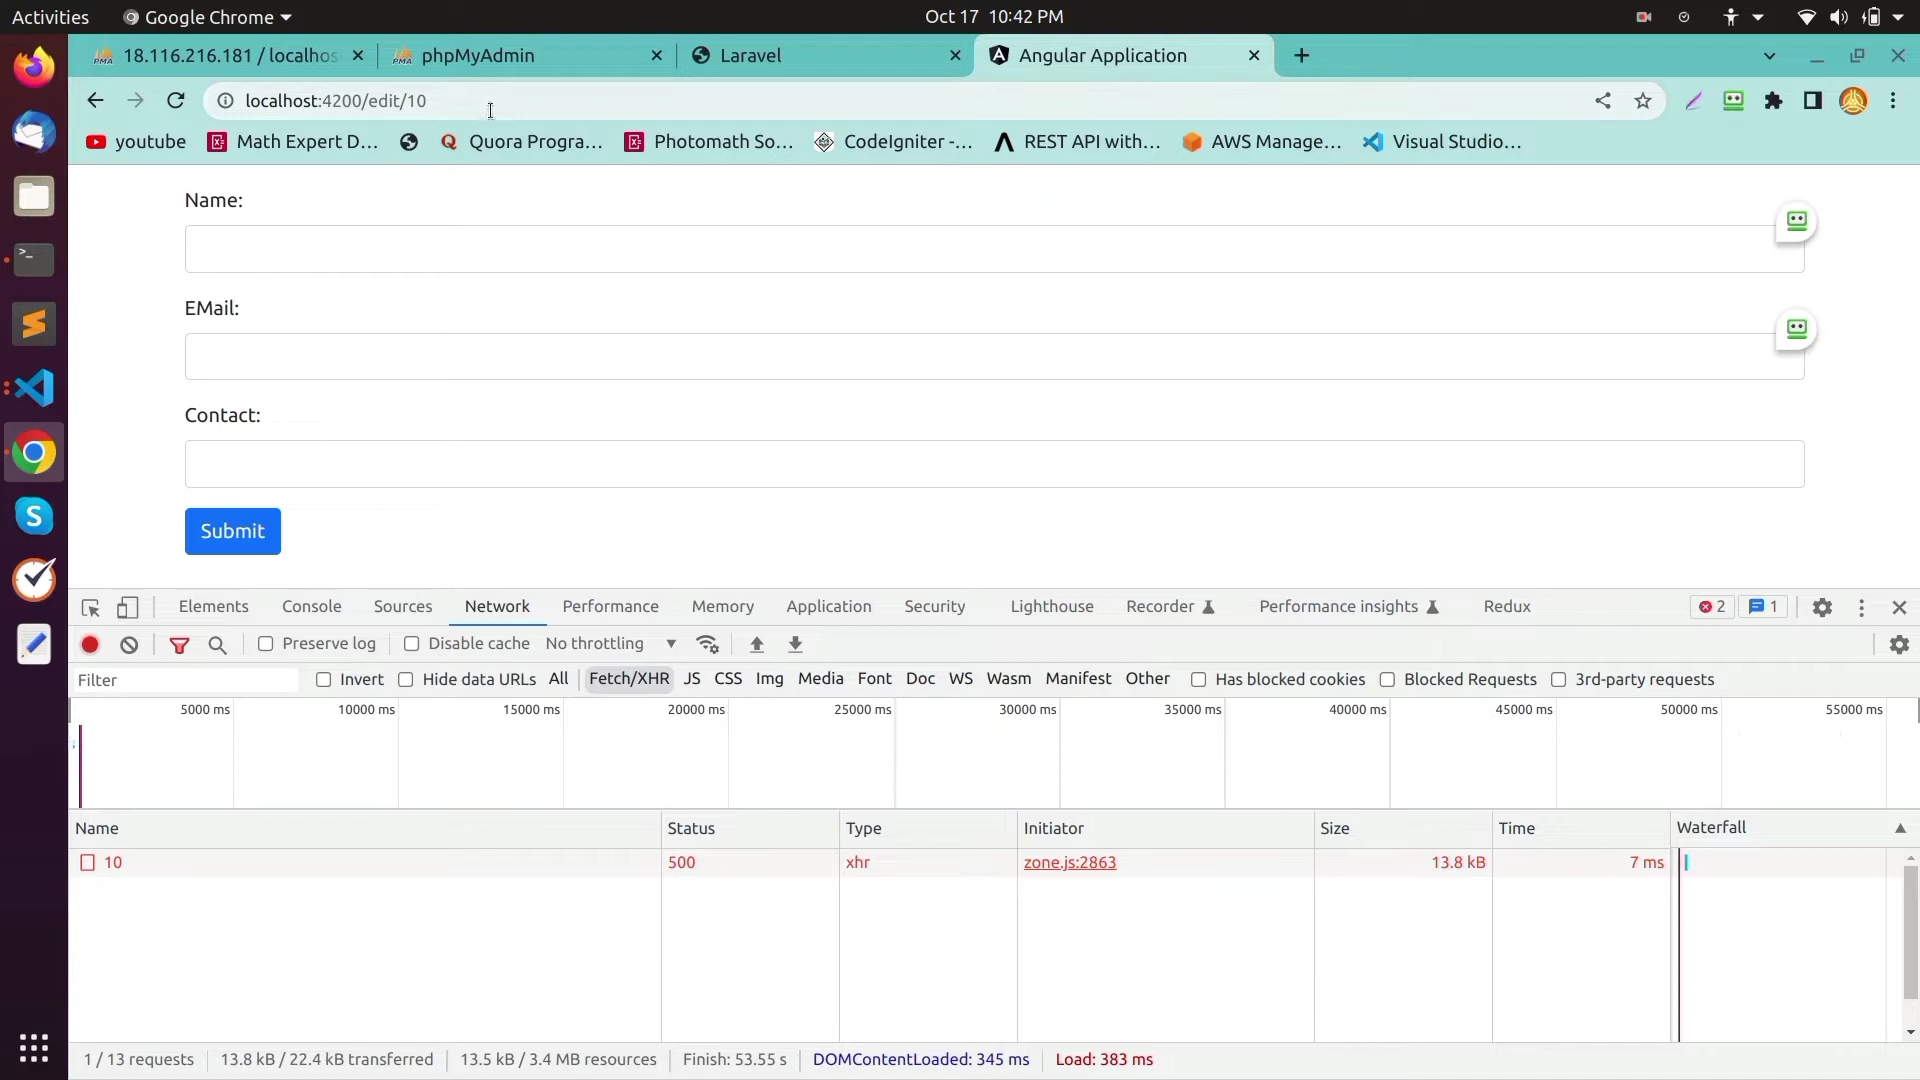 Activities Google Chrome Oct 17 10:42 PM
18.116.216.181 / localhos phpMyAdmin Laravel Angular Application
localhost:4200/edit/10
youtube Math Expert D... Quora Progra... Photomath So... CodeIgniter -... REST API with... AWS Manage... Visual Studio...
Name:
EMail:
Contact:
Submit
Elements Console Sources Network Performance Memory Application Security Lighthouse Recorder Performance insights Redux 2 1
Preserve log Disable cache No throttling
Filter Invert Hide data URLs All Fetch/XHR JS CSS Img Media Font Doc WS Wasm Manifest Other Has blocked cookies Blocked Requests 3rd-party requests
5000 ms 10000 ms 15000 ms 20000 ms 25000 ms 30000 ms 35000 ms 40000 ms 45000 ms 50000 ms 55000 ms
Name Status Type Initiator Size Time Waterfall
10 500 xhr zone.js:2863 13.8 kB 7 ms
1 / 13 requests 13.8 kB / 22.4 kB transferred 13.5 kB / 3.4 MB resources Finish: 53.55 s DOMContentLoaded: 345 ms Load: 383 ms